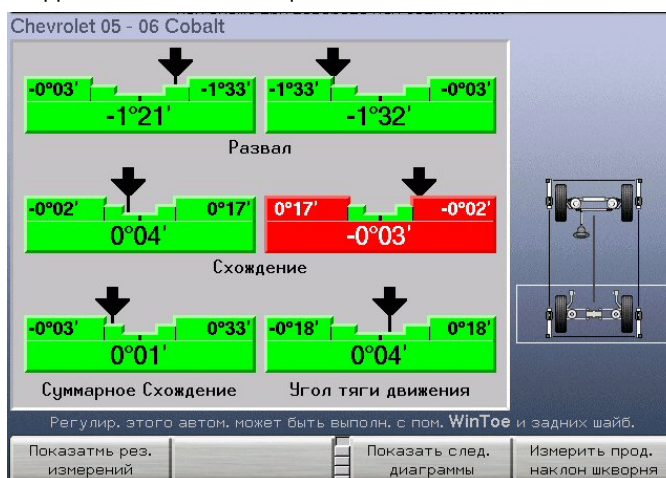 Chevrolet 05 - 06 Cobalt
-0°03' -1°33' -1°33' -0°03'
-1°21' -1°32'
Развал
-0°02' 0°17' 0°17' -0°02'
0°04' -0°03'
Схождение
-0°03' 0°33' -0°18' 0°18'
0°01' 0°04'
Суммарное Схождение Угол тяги движения
Регулир. этого автом. может быть выполн. с пом. WinToe и задних шайб.
Показатмь рез. Показать след. Измерить прод.
измерений диаграммы наклон шкворня